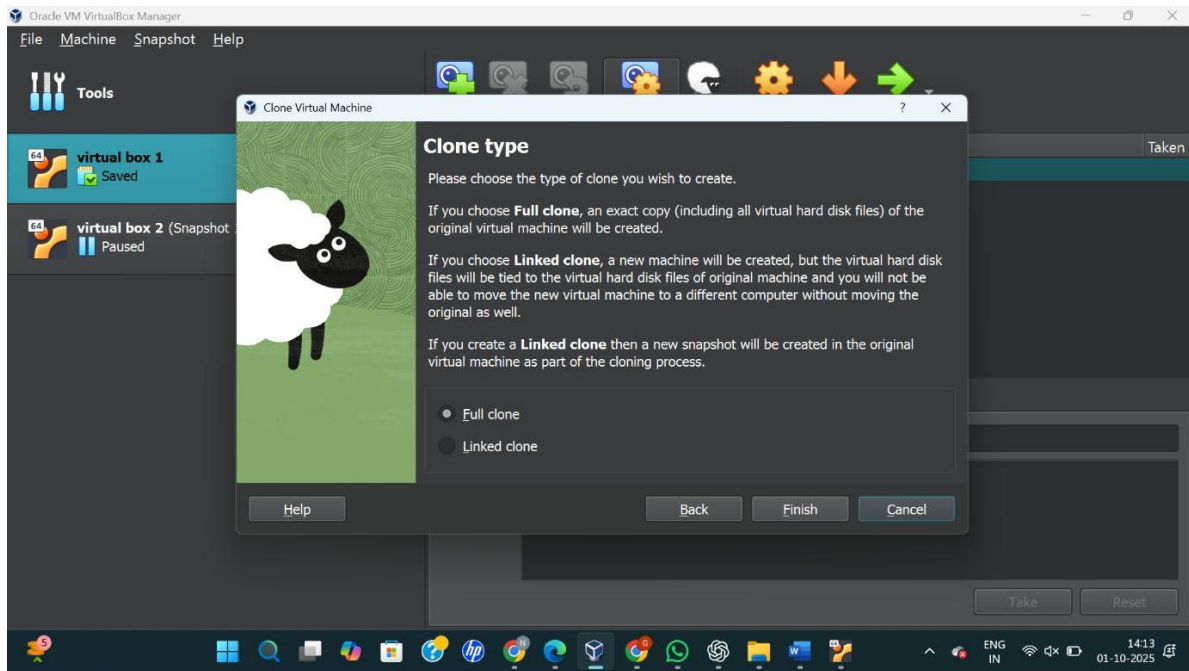 Oracle VM VirtualBox Manager
File Machine Snapshot Help
Tools
Clone Virtual Machine
?
Taken
64
virtual box 1
Saved
64
virtual box 2 (Snapshot
Paused
Clone type
Please choose the type of clone you wish to create.
If you choose Full clone, an exact copy (including all virtual hard disk files) of the
original virtual machine will be created.
If you choose Linked clone, a new machine will be created, but the virtual hard disk
files will be tied to the virtual hard disk files of original machine and you will not be
able to move the new virtual machine to a different computer without moving the
original as well.
If you create a Linked clone then a new snapshot will be created in the original
virtual machine as part of the cloning process.
Full clone
Linked clone
Help
Back
Finish
Cancel
Take
Reset
5
ENG
IN
14:13
01-10-2025